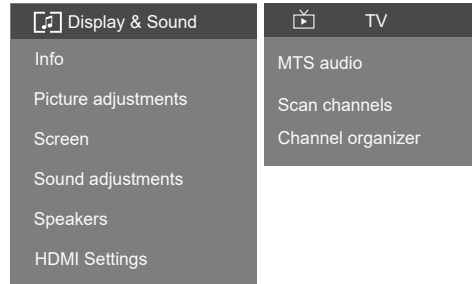 Display & Sound
Info
Picture adjustments
Screen
Sound adjustments
Speakers
HDMI Settings
TV
MTS audio
Scan channels
Channel organizer